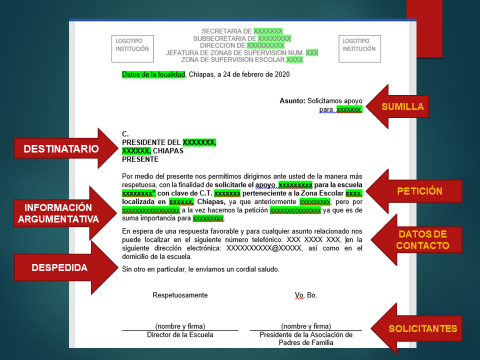 SECRETARIA DE XXXXXXX
SUBSECRETARIA DE XXXXXXXX
DIRECCION DE XXXXXXXXX
JEFATURA DE ZONAS DE SUPERVISION NUM. XXX
ZONA DE SUPERVISION ESCOLAR XXXX
LOGOTIPO
INSTITUCIÓN
LOGOTIPO
INSTITUCIÓN
Datos de la localidad, Chiapas, a 24 de febrero de 2020
Asunto: Solicitamos apoyo
para xxxxxxx.
SUMILLA
C.
PRESIDENTE DEL XXXXXXX,
XXXXXX, CHIAPAS
PRESENTE
DESTINATARIO
Por medio del presente nos permitimos dirigirnos ante usted de la manera más
respetuosa, con la finalidad de solicitarle el apoyo xxxxxxxxx para la escuela
xxxxxxxx" con clave de C.T. xxxxxxx perteneciente a la Zona Escolar xxxx,
localizada en xxxxxx, Chiapas, ya que anteriormente xxxxxxxxx, pero por
xxxxxxxxxxxxxxxxx a la vez hacemos la petición xxxxxxxxxxxxxxx ya que es de
suma importancia para xxxxxxxxx.
PETICIÓN
INFORMACIÓN
ARGUMENTATIVA
En espera de una respuesta favorable y para cualquier asunto relacionado nos
puede localizar en el siguiente número telefónico: XXX XXXX XXX, en la
siguiente dirección electrónica: XXXXXXXXXX@XXXXX, así como en el
domicilio de la escuela.
DATOS DE
CONTACTO
Sin otro en particular, le enviamos un cordial saludo.
DESPEDIDA
Respetuosamente
Vo. Bo.
(nombre y firma)
Director de la Escuela
(nombre y firma)
Presidente de la Asociación de
Padres de Familia
SOLICITANTES